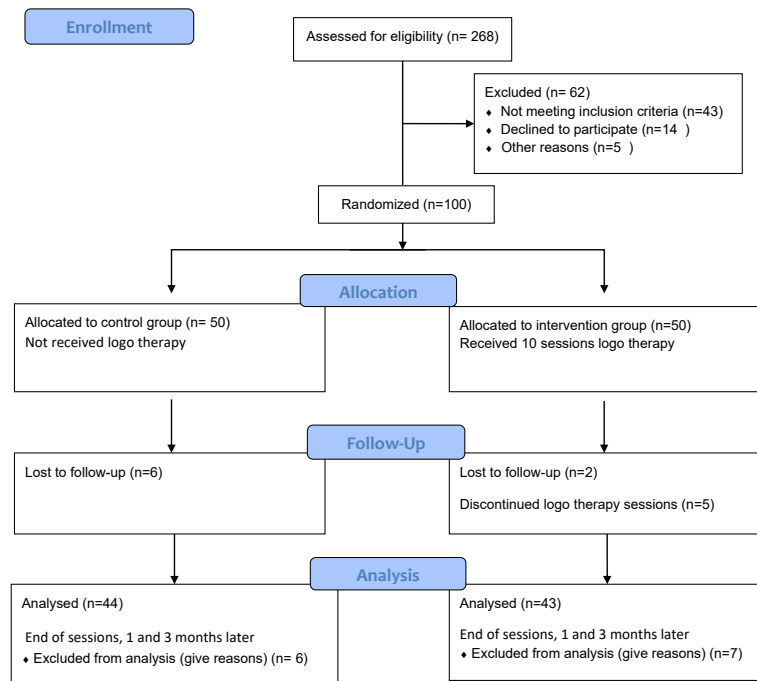 Enrollment
Assessed for eligibility (n= 268)
Excluded (n= 62)
♦ Not meeting inclusion criteria (n=43)
♦ Declined to participate (n=14 )
♦ Other reasons (n=5 )
Randomized (n=100)
Allocation
Allocated to control group (n= 50)
Not received logo therapy
Allocated to intervention group (n=50)
Received 10 sessions logo therapy
Follow-Up
Lost to follow-up (n=6)
Lost to follow-up (n=2)
Discontinued logo therapy sessions (n=5)
Analysis
Analysed (n=44)
End of sessions, 1 and 3 months later
♦ Excluded from analysis (give reasons) (n= 6)
Analysed (n=43)
End of sessions, 1 and 3 months later
♦ Excluded from analysis (give reasons) (n=7)